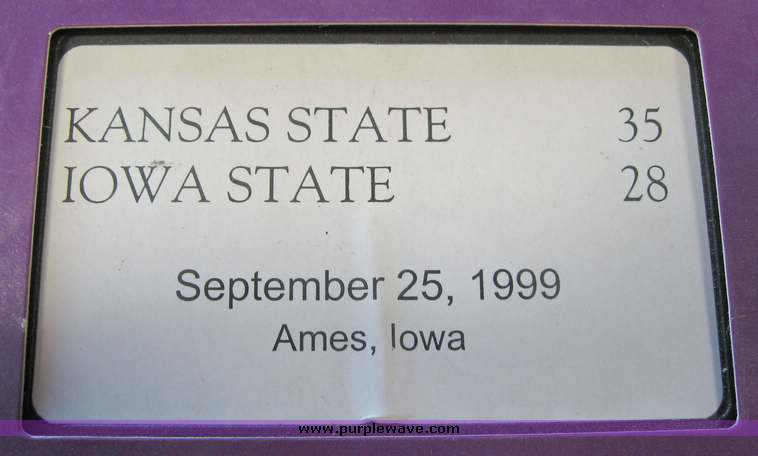 KANSAS STATE 35
IOWA STATE 28
September 25, 1999
Ames, Iowa
www.purplewave.com